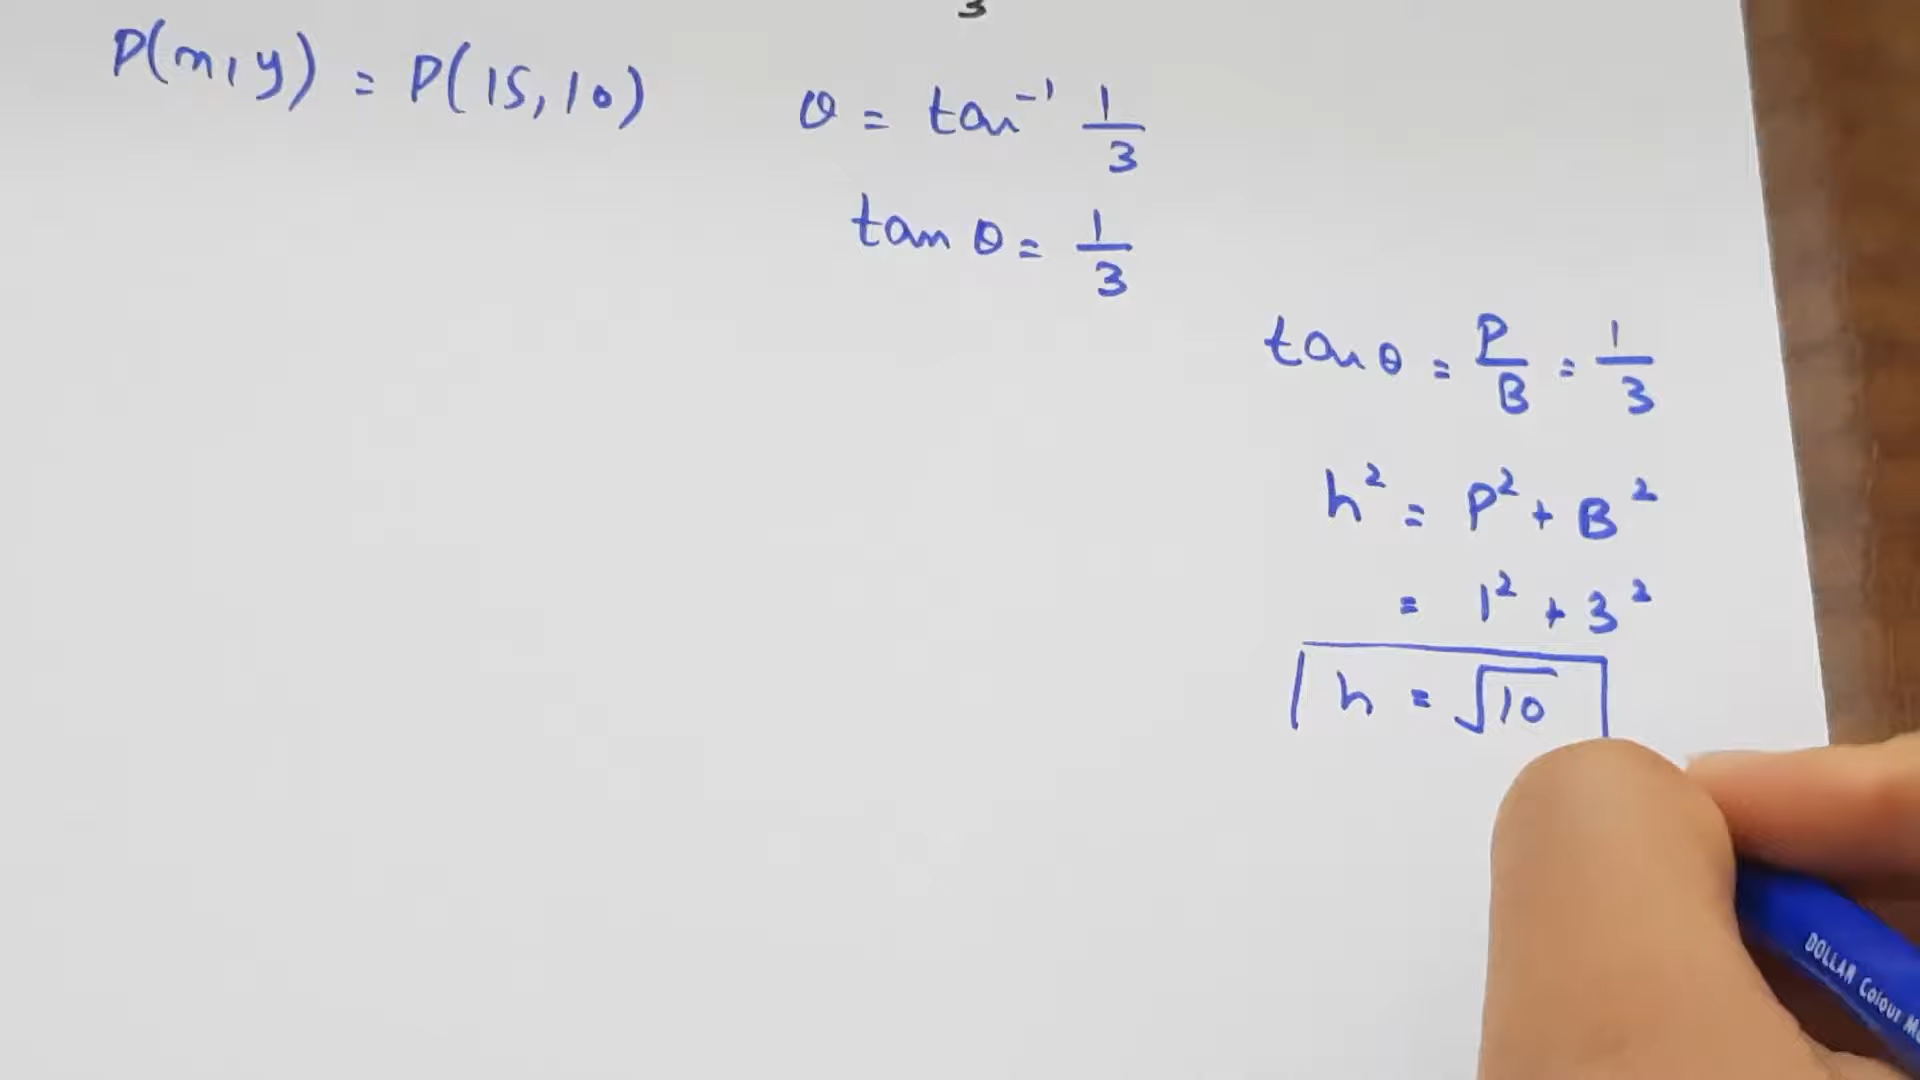 3
P(x,y) = P(15,10)
θ = tan⁻¹ 1/3
tan θ = 1/3
tan θ = P/B = 1/3
h² = P² + B²
= 1² + 3²
h = √10
DOLLAR Colour